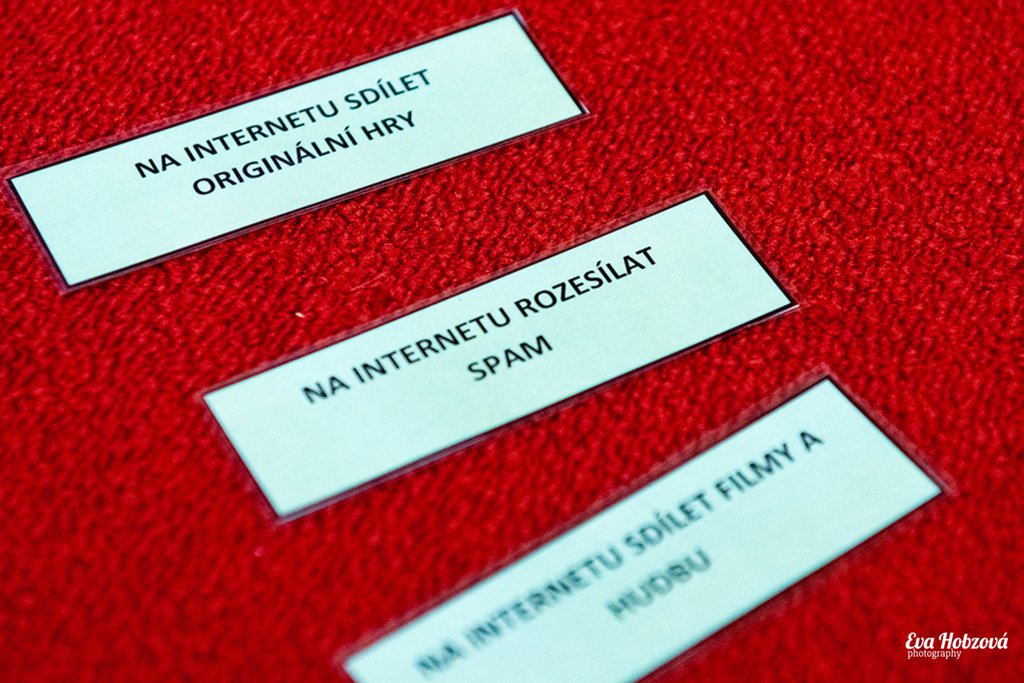 NA INTERNETU SDÍLET
ORIGINÁLNÍ HRY
NA INTERNETU ROZESÍLAT
SPAM
NA INTERNETU SDÍLET FILMY A
HUDBU
Eva Hobzová
photography